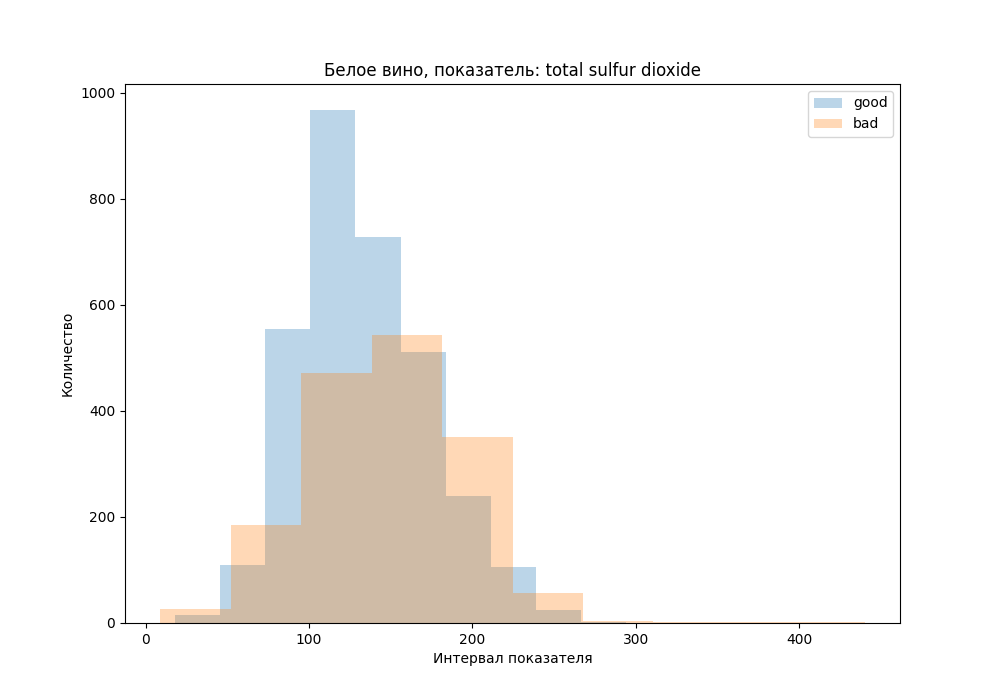 Белое вино, показатель: total sulfur dioxide
good
bad
1000
800
600
400
200
0
Количество
0 100 200 300 400
Интервал показателя